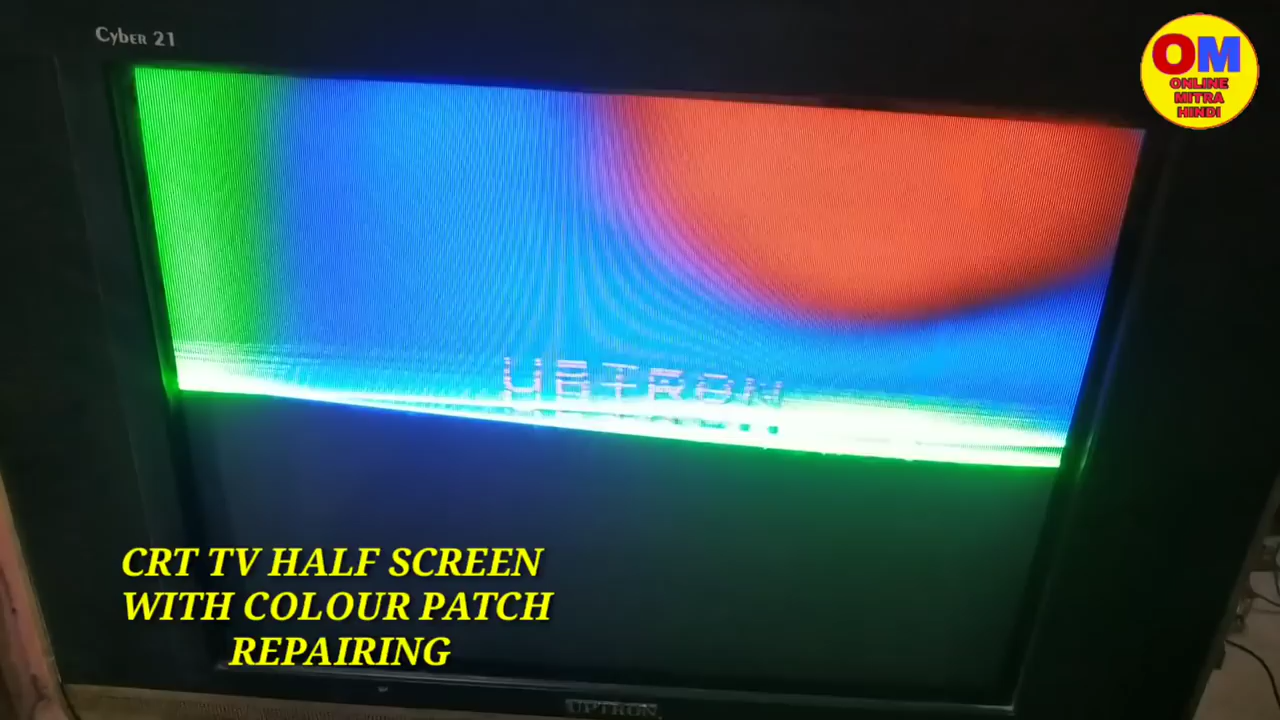 Cyber 21
OM
ONLINE
MITRA
HINDI
UPTRON
CRT TV HALF SCREEN
WITH COLOUR PATCH
REPAIRING
UPTRON